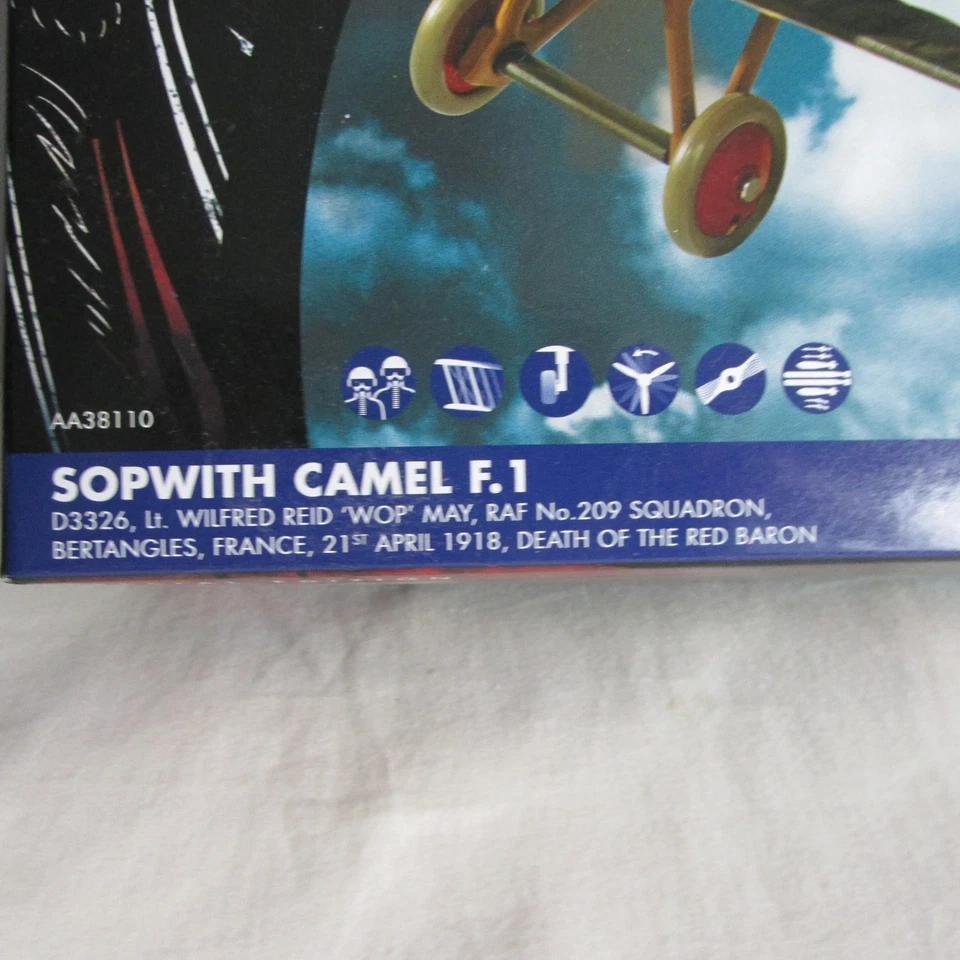 AA38110
SOPWITH CAMEL F.1
D3326, Lt. WILFRED REID 'WOP' MAY, RAF No.209 SQUADRON,
BERTANGLES, FRANCE, 21ST APRIL 1918, DEATH OF THE RED BARON